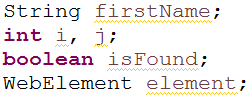 String firstName;
int i, j;
boolean isFound;
WebElement element;